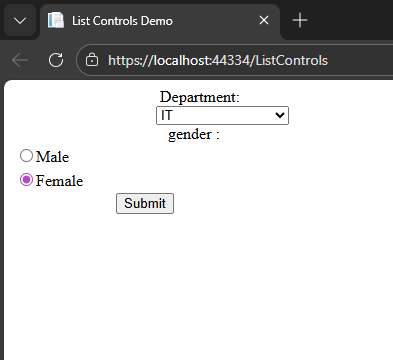 List Controls Demo
https://localhost:44334/ListControls
Department:
IT
gender :
Male
Female
Submit